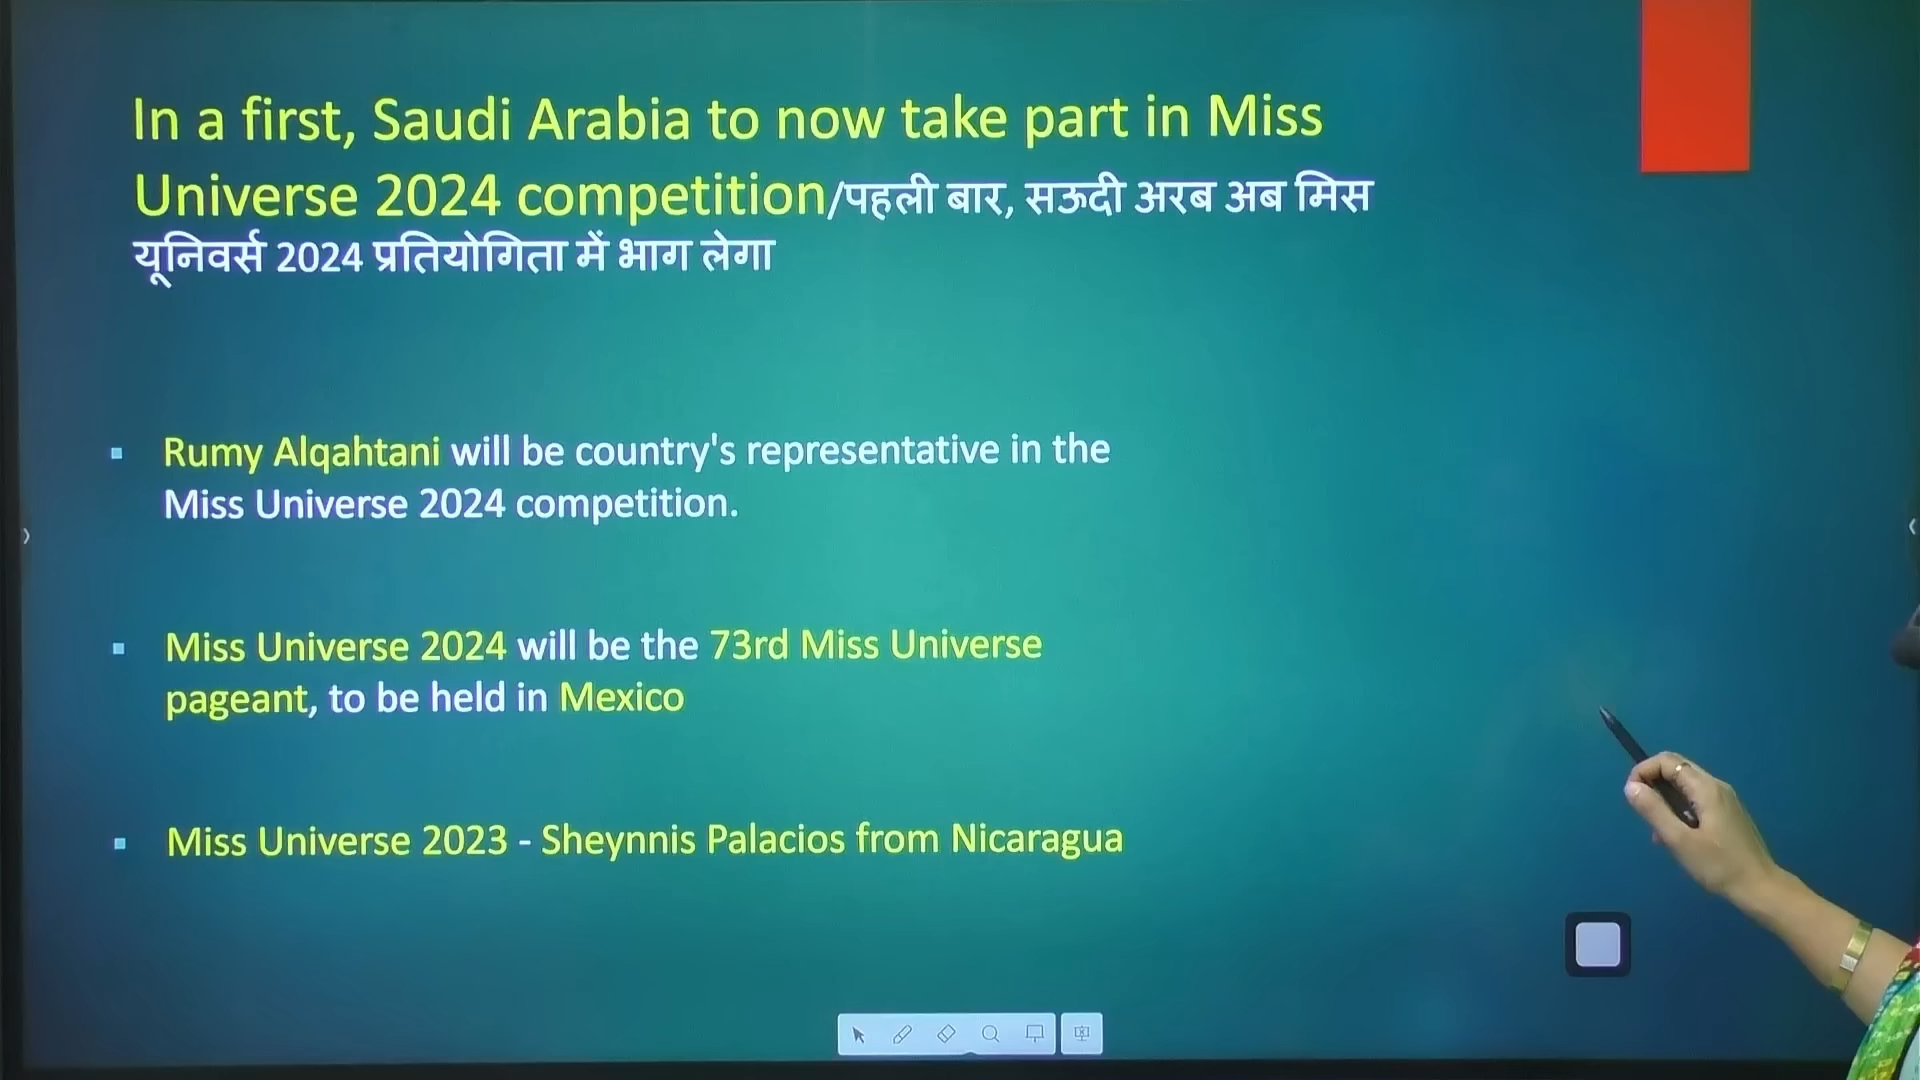 In a first, Saudi Arabia to now take part in Miss
Universe 2024 competition/पहली बार, सऊदी अरब अब मिस
यूनिवर्स 2024 प्रतियोगिता में भाग लेगा
Rumy Alqahtani will be country's representative in the
Miss Universe 2024 competition.
Miss Universe 2024 will be the 73rd Miss Universe
pageant, to be held in Mexico
Miss Universe 2023 - Sheynnis Palacios from Nicaragua